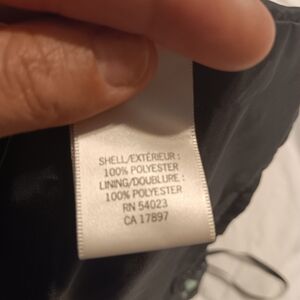 SHELL/EXTÉRIEUR :
100% POLYESTER
LINING/DOUBLURE :
100% POLYESTER
RN 54023
CA 17897